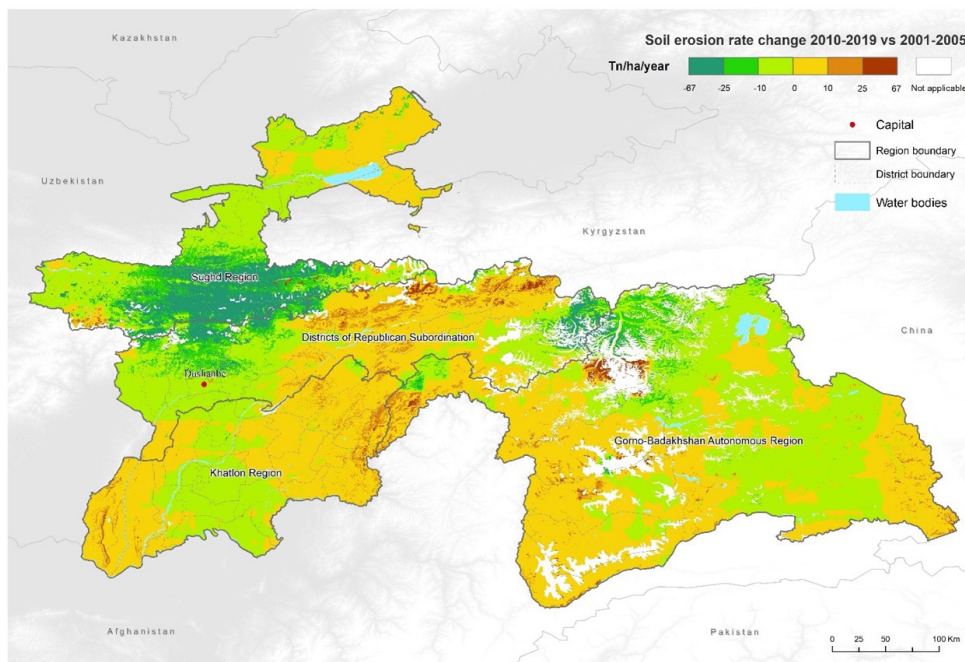 Kazakhstan
Soil erosion rate change 2010-2019 vs 2001-2005
Tn/ha/year
-67 -25 -10 0 10 25 67 Not applicable
Capital
Region boundary
District boundary
Water bodies
Uzbekistan
Kyrgyzstan
Sughd Region
China
Districts of Republican Subordination
Dushanbe
Gorno-Badakhshan Autonomous Region
Khatlon Region
Afghanistan
Pakistan
0 25 50 100 Km